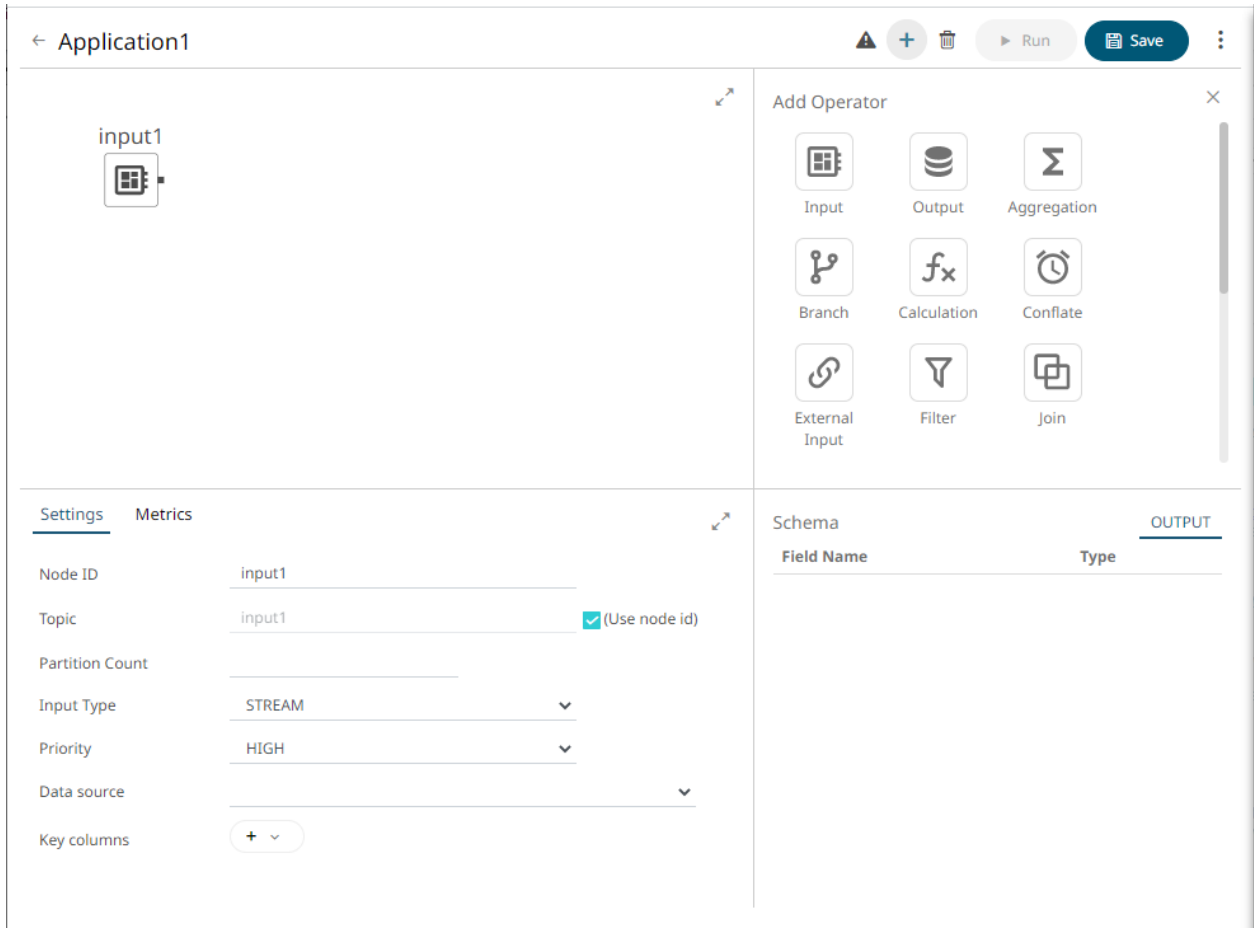 Application1
Run
Save
input1
Add Operator
Input
Output
Aggregation
Branch
Calculation
Conflate
External
Input
Filter
Join
Settings
Metrics
Node ID
input1
Topic
input1
(Use node id)
Partition Count
Input Type
STREAM
Priority
HIGH
Data source
Key columns
Schema
OUTPUT
Field Name
Type